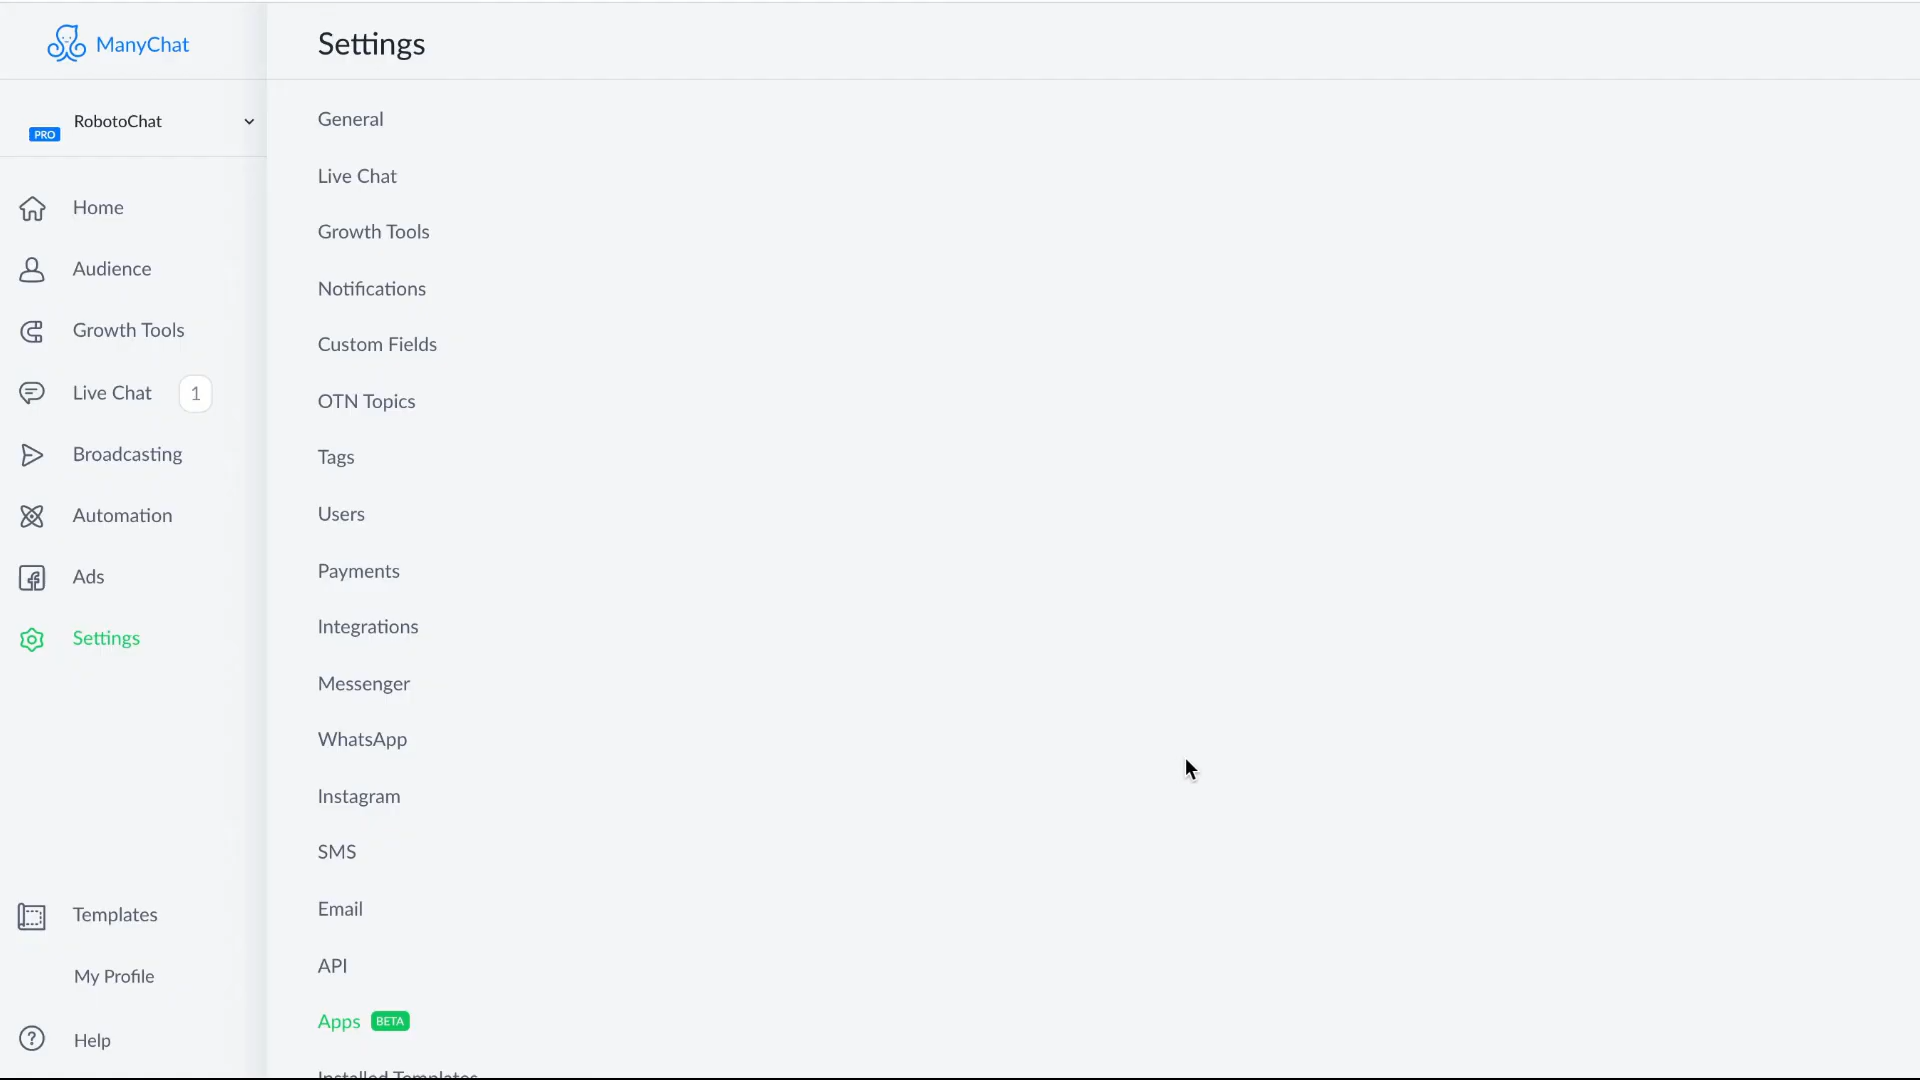 ManyChat
RobotoChat
PRO
Home
Audience
Growth Tools
Live Chat 1
Broadcasting
Automation
Ads
Settings
Templates
My Profile
? Help
Settings
General
Live Chat
Growth Tools
Notifications
Custom Fields
OTN Topics
Tags
Users
Payments
Integrations
Messenger
WhatsApp
Instagram
SMS
Email
API
Apps BETA
Installed Templates